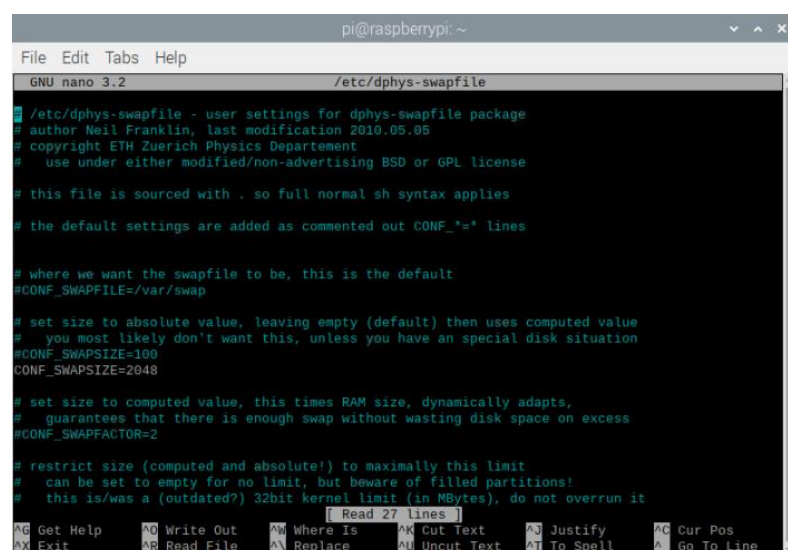 pi@raspberrypi: ~
File Edit Tabs Help
GNU nano 3.2 /etc/dphys-swapfile
# /etc/dphys-swapfile - user settings for dphys-swapfile package
# author Neil Franklin, last modification 2010.05.05
# copyright ETH Zuerich Physics Departement
#   use under either modified/non-advertising BSD or GPL license
# this file is sourced with . so full normal sh syntax applies
# the default settings are added as commented out CONF_*=* lines
# where we want the swapfile to be, this is the default
#CONF_SWAPFILE=/var/swap
# set size to absolute value, leaving empty (default) then uses computed value
#   you most likely don't want this, unless you have an special disk situation
#CONF_SWAPSIZE=100
CONF_SWAPSIZE=2048
# set size to computed value, this times RAM size, dynamically adapts,
#   guarantees that there is enough swap without wasting disk space on excess
#CONF_SWAPFACTOR=2
# restrict size (computed and absolute!) to maximally this limit
#   can be set to empty for no limit, but beware of filled partitions!
#   this is/was a (outdated?) 32bit kernel limit (in MBytes), do not overrun it
[ Read 27 lines ]
^G Get Help ^O Write Out ^W Where Is ^K Cut Text ^J Justify ^C Cur Pos
^X Exit ^R Read File ^\ Replace ^U Uncut Text ^T To Spell ^_ Go To Line